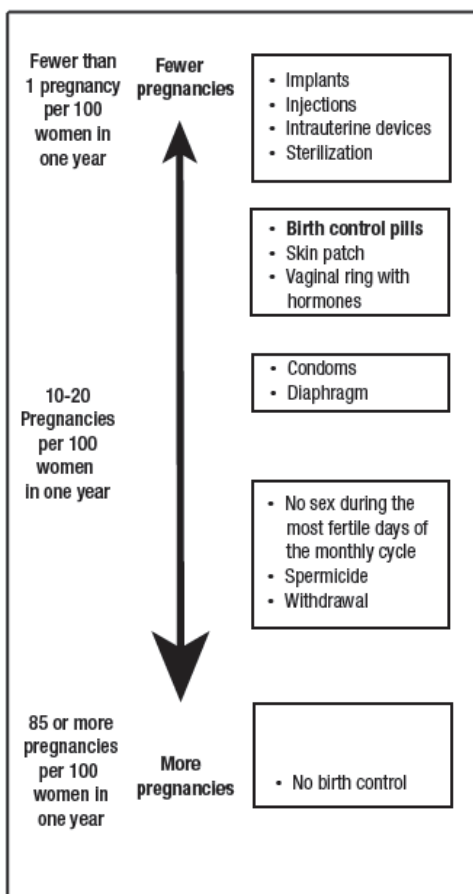 Fewer than
1 pregnancy
per 100
women in
one year
Fewer
pregnancies
• Implants
• Injections
• Intrauterine devices
• Sterilization
• Birth control pills
• Skin patch
• Vaginal ring with
hormones
10-20
Pregnancies
per 100
women
in one year
• Condoms
• Diaphragm
• No sex during the
most fertile days of
the monthly cycle
• Spermicide
• Withdrawal
85 or more
pregnancies
per 100
women in
one year
More
pregnancies
• No birth control